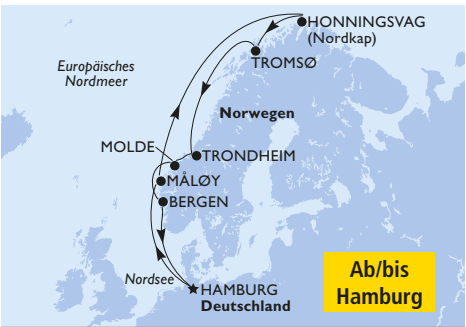 HONNINGSVAG
(Nordkap)
Europäisches
Nordmeer
TROMSØ
Norwegen
MOLDE
TRONDHEIM
MÅLØY
BERGEN
Nordsee
HAMBURG
Deutschland
Ab/bis
Hamburg